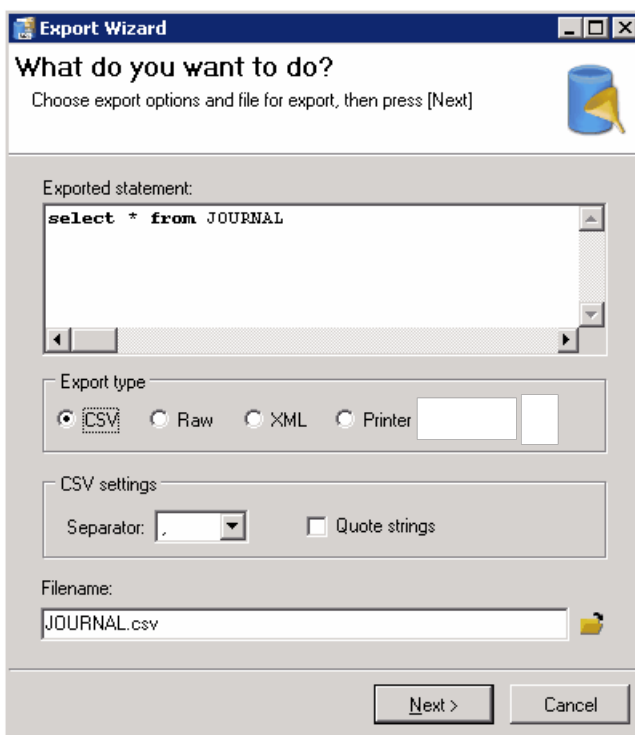 Export Wizard
What do you want to do?
Choose export options and file for export, then press [Next]
Exported statement:
select * from JOURNAL
Export type
CSV Raw XML Printer
CSV settings
Separator: , Quote strings
Filename:
JOURNAL.csv
Next > Cancel